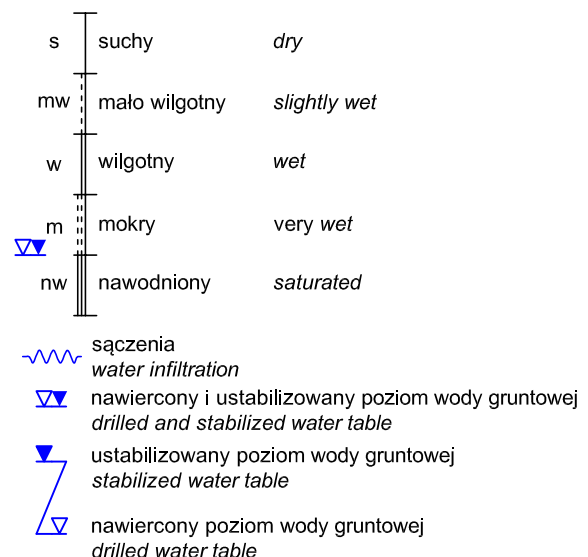 s suchy dry
mw mało wilgotny slightly wet
w wilgotny wet
m mokry very wet
nw nawodniony saturated
sączenia
water infiltration
nawiercony i ustabilizowany poziom wody gruntowej
drilled and stabilized water table
ustabilizowany poziom wody gruntowej
stabilized water table
nawiercony poziom wody gruntowej
drilled water table